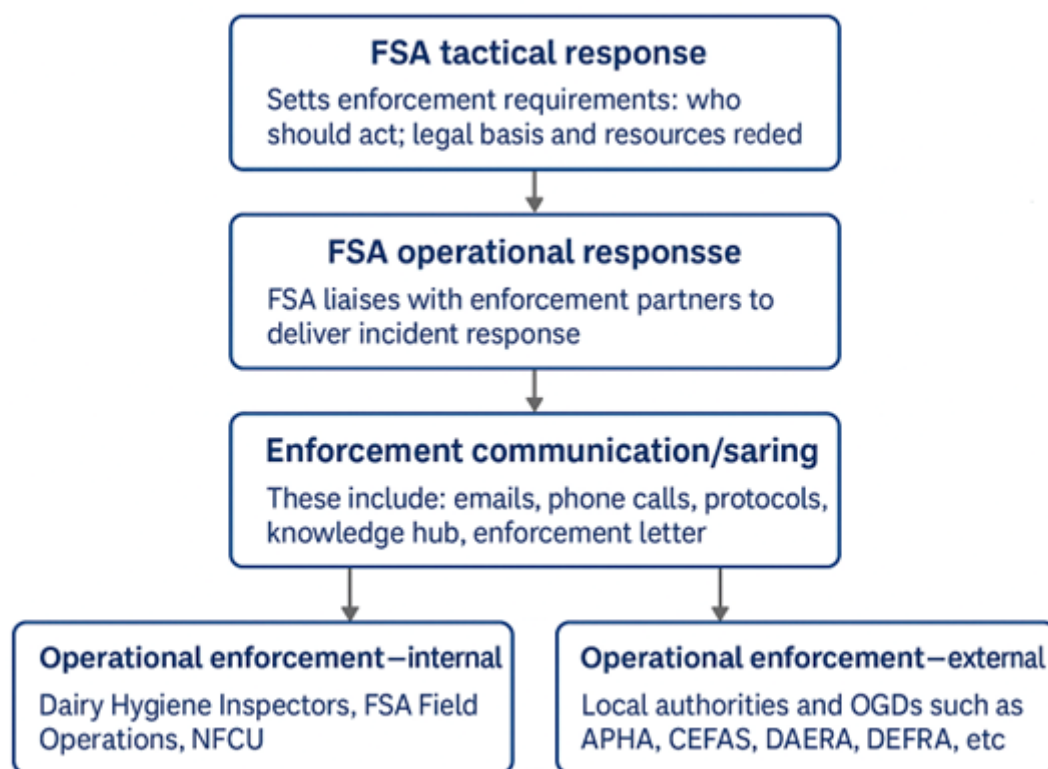 FSA tactical response
Setts enforcement requirements: who
should act; legal basis and resources reded
FSA operational responsse
FSA liaises with enforcement partners to
deliver incident response
Enforcement communication/saring
These include: emails, phone calls, protocols,
knowledge hub, enforcement letter
Operational enforcement–internal
Dairy Hygiene Inspectors, FSA Field
Operations, NFCU
Operational enforcement–external
Local authorities and OGDs such as
APHA, CEFAS, DAERA, DEFRA, etc